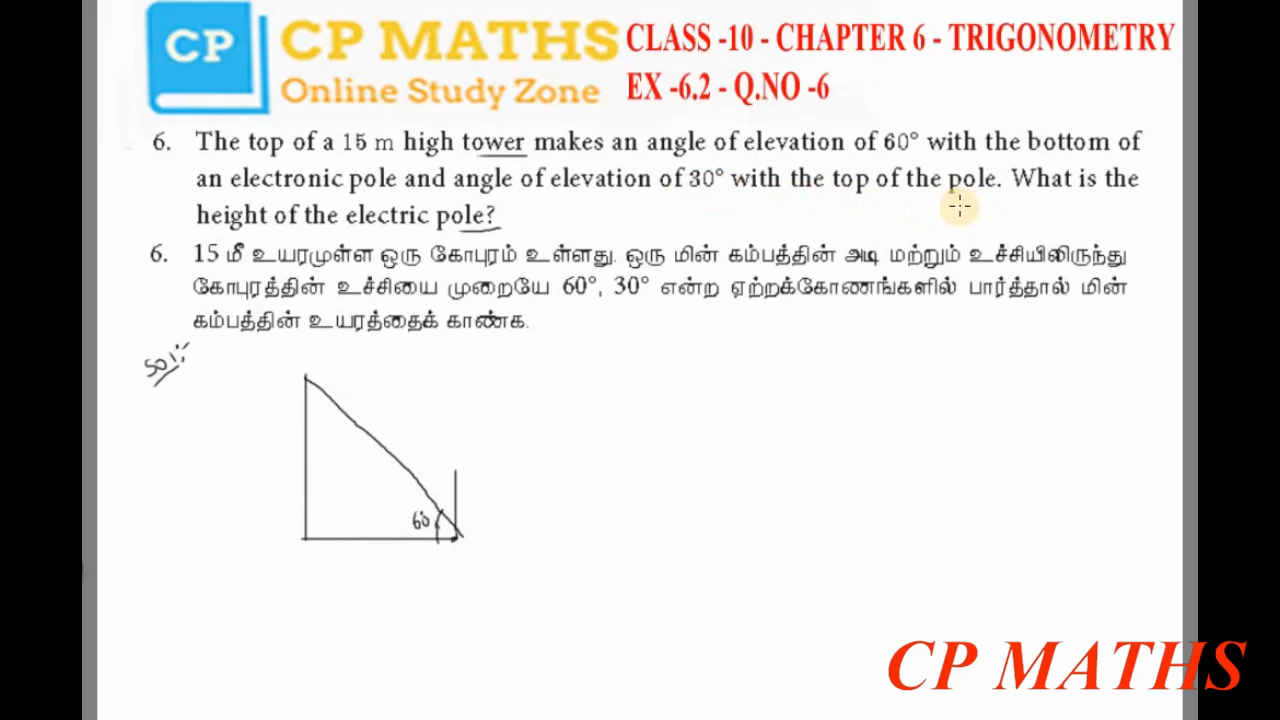 CP
CP MATHS
Online Study Zone
CLASS -10 - CHAPTER 6 - TRIGONOMETRY
EX -6.2 - Q.NO -6
6. The top of a 15 m high tower makes an angle of elevation of 60° with the bottom of
an electronic pole and angle of elevation of 30° with the top of the pole. What is the
height of the electric pole?
6. 15 மீ உயரமுள்ள ஒரு கோபுரம் உள்ளது. ஒரு மின் கம்பத்தின் அடி மற்றும் உச்சியிலிருந்து
கோபுரத்தின் உச்சியை முறையே 60°, 30° என்ற ஏற்றக்கோணங்களில் பார்த்தால் மின்
கம்பத்தின் உயரத்தைக் காண்க.
Sol:-
60°
CP MATHS